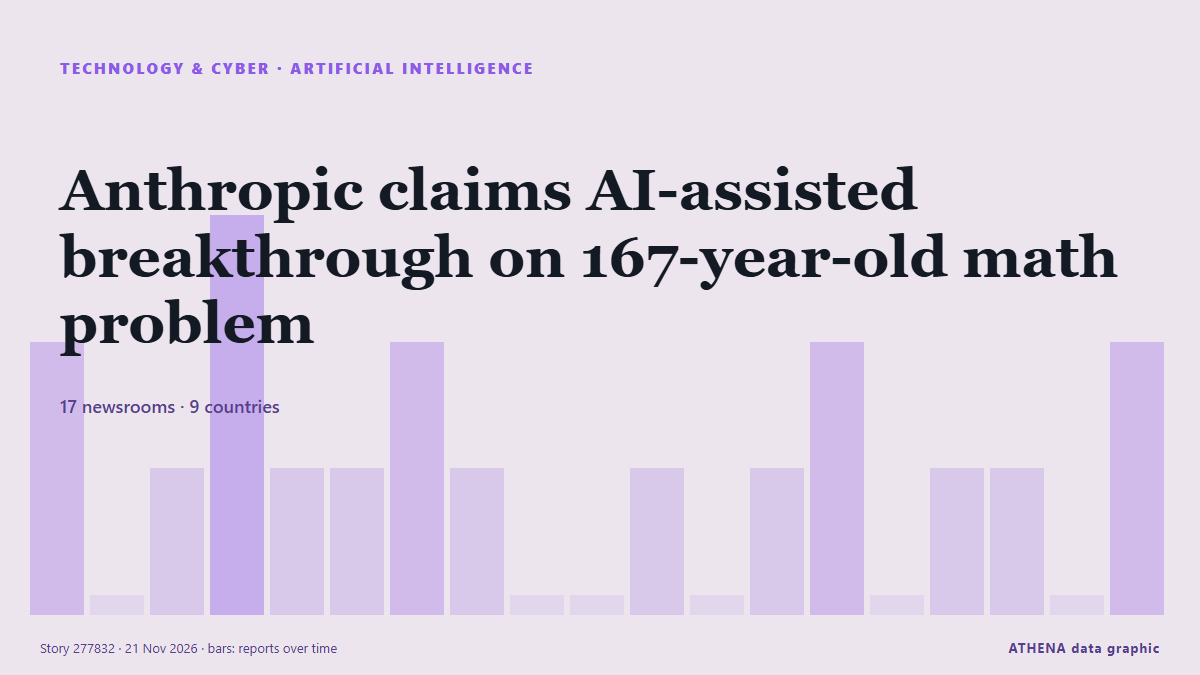 TECHNOLOGY & CYBER · ARTIFICIAL INTELLIGENCE
Anthropic claims AI-assisted
breakthrough on 167-year-old math
problem
17 newsrooms · 9 countries
Story 277832 · 21 Nov 2026 · bars: reports over time
ATHENA data graphic